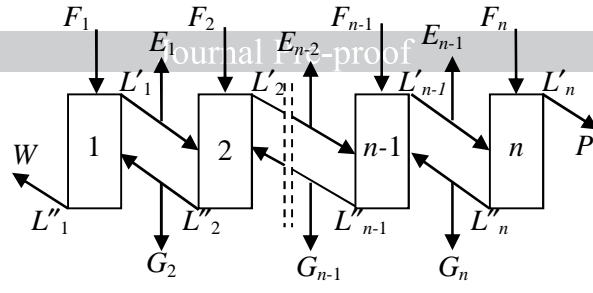 F₁ F₂ Fₙ₋₁ Fₙ
E₁ Eₙ₋₂ Eₙ₋₁
Journal Pre-proof
L′₁ L′₂ L′ₙ₋₁ L′ₙ
W 1 2 n-1 n P
L″₁ L″₂ L″ₙ₋₁ L″ₙ
G₂ Gₙ₋₁ Gₙ